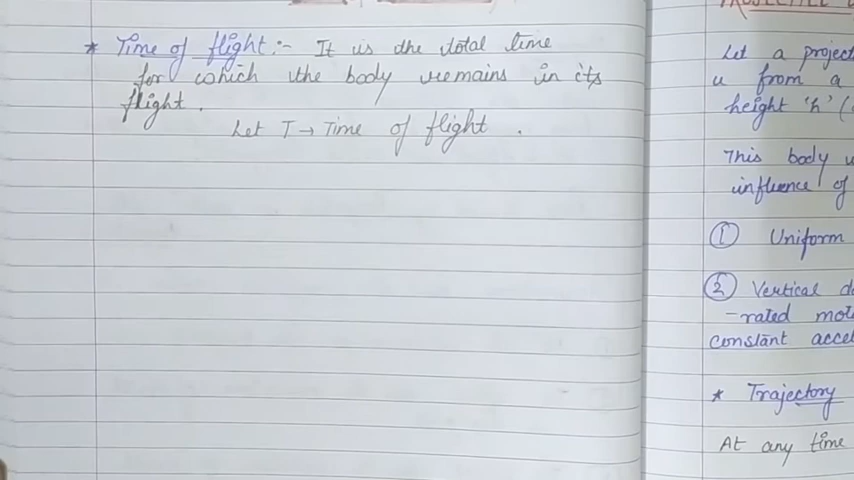 * Time of flight :- It is the total time
for which the body remains in its
flight.
Let T → Time of flight .
Let a project
u from a
height 'h' (
This body u
influence of
① Uniform
② Vertical d
-rated mot
constant accel
* Trajectory
At any time